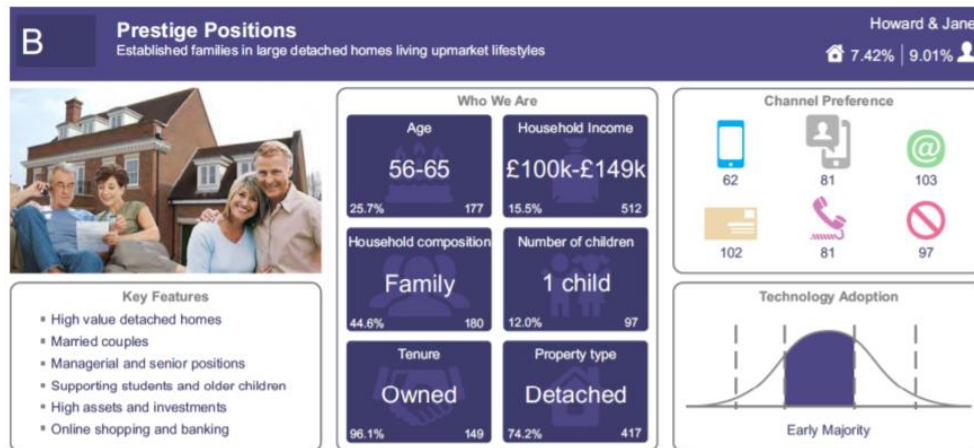 B
Prestige Positions
Established families in large detached homes living upmarket lifestyles
Howard & Jane
7.42% | 9.01%
Key Features
High value detached homes
Married couples
Managerial and senior positions
Supporting students and older children
High assets and investments
Online shopping and banking
Who We Are
Age
56-65
25.7% 177
Household Income
£100k-£149k
15.5% 512
Household composition
Family
44.6% 180
Number of children
1 child
12.0% 97
Tenure
Owned
96.1% 149
Property type
Detached
74.2% 417
Channel Preference
62 81 @ 103
102 81 97
Technology Adoption
Early Majority